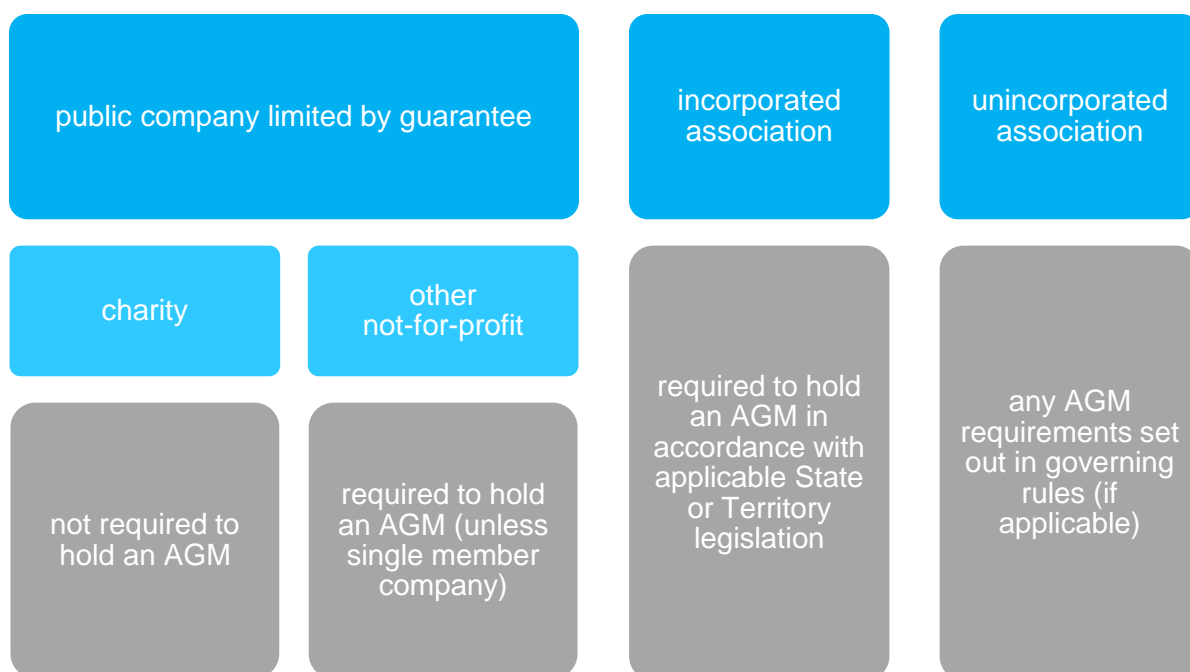 public company limited by guarantee
incorporated
association
unincorporated
association
charity
other
not-for-profit
not required to
hold an AGM
required to hold
an AGM (unless
single member
company)
required to hold
an AGM in
accordance with
applicable State
or Territory
legislation
any AGM
requirements set
out in governing
rules (if
applicable)